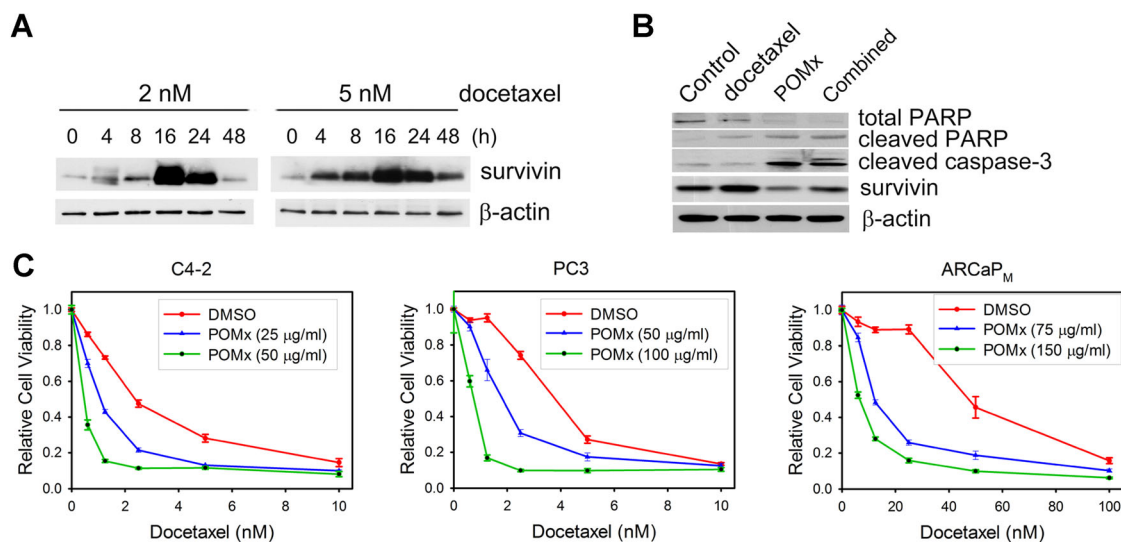 A
2 nM 5 nM docetaxel
0 4 8 16 24 48 0 4 8 16 24 48 (h)
survivin
β-actin
B
Control docetaxel POMx Combined
total PARP
cleaved PARP
cleaved caspase-3
survivin
β-actin
C
C4-2
Relative Cell Viability
1.0
0.8
0.6
0.4
0.2
0.0
DMSO
POMx (25 μg/ml)
POMx (50 μg/ml)
0 2 4 6 8 10
Docetaxel (nM)
PC3
Relative Cell Viability
1.0
0.8
0.6
0.4
0.2
0.0
DMSO
POMx (50 μg/ml)
POMx (100 μg/ml)
0 2 4 6 8 10
Docetaxel (nM)
ARCaPM
Relative Cell Viability
1.0
0.8
0.6
0.4
0.2
0.0
DMSO
POMx (75 μg/ml)
POMx (150 μg/ml)
0 20 40 60 80 100
Docetaxel (nM)